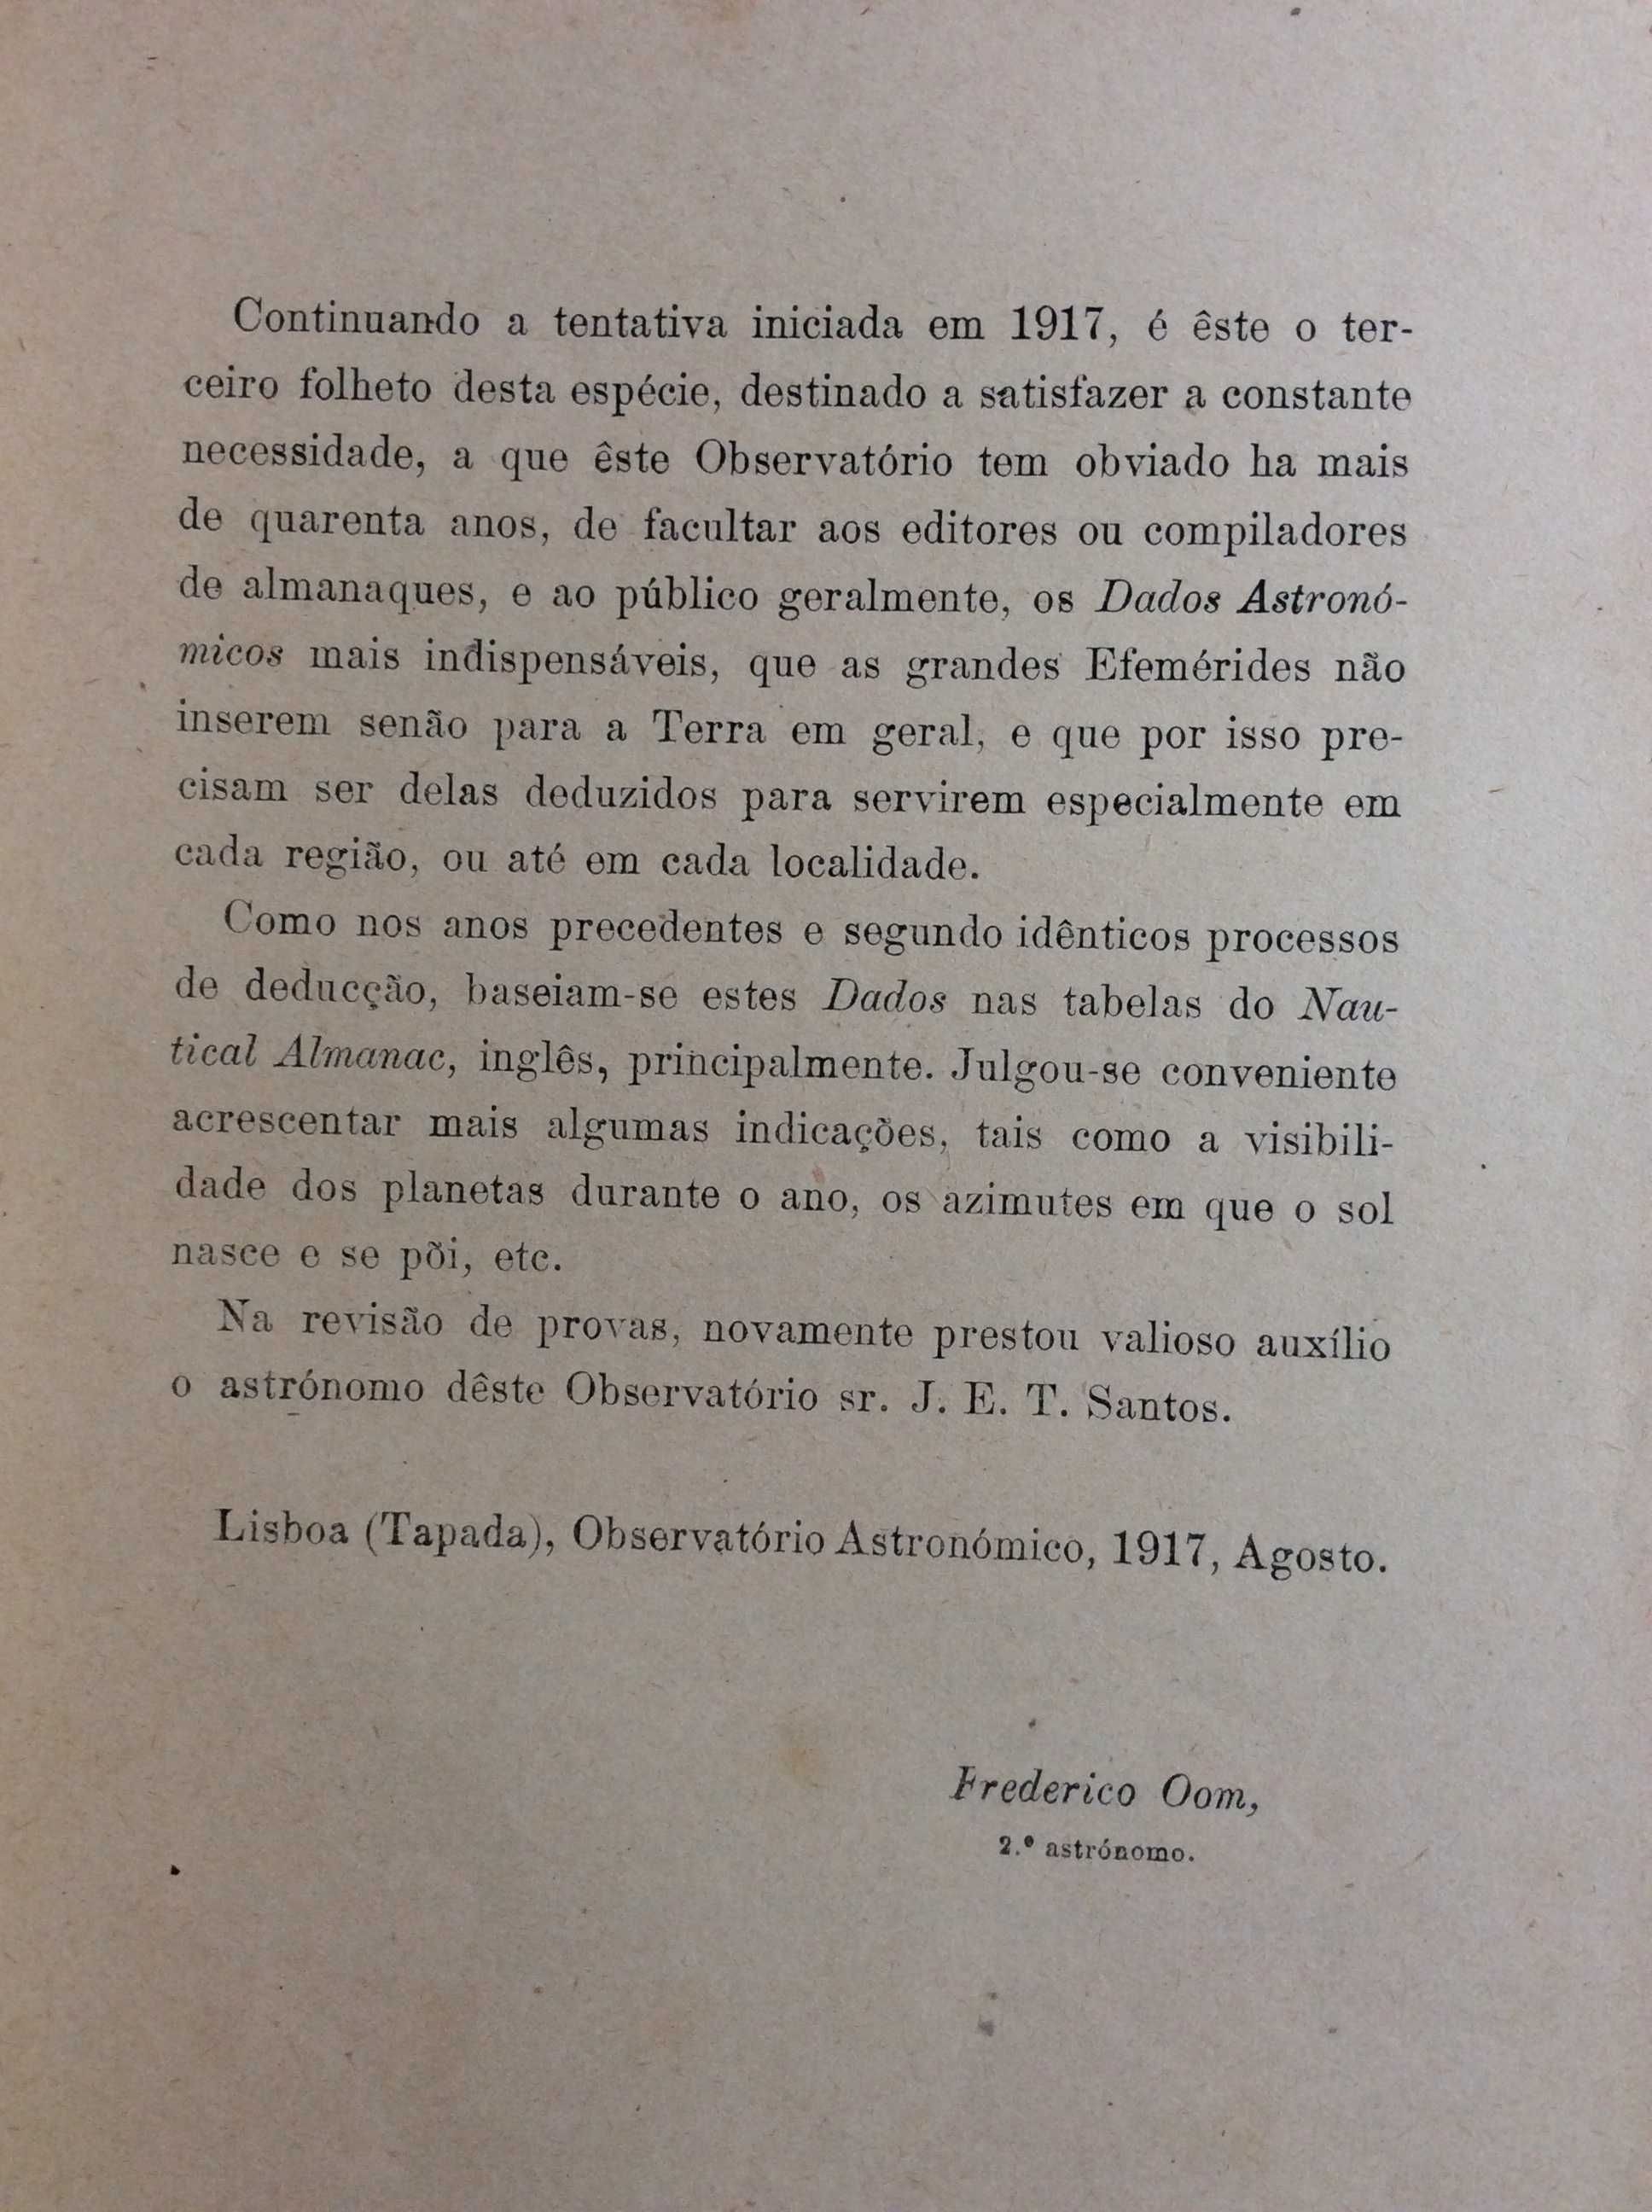 Continuando a tentativa iniciada em 1917, é êste o ter-
ceiro folheto desta espécie, destinado a satisfazer a constante
necessidade, a que êste Observatório tem obviado ha mais
de quarenta anos, de facultar aos editores ou compiladores
de almanaques, e ao público geralmente, os Dados Astronó-
micos mais indispensáveis, que as grandes Efemérides não
inserem senão para a Terra em geral, e que por isso pre-
cisam ser delas deduzidos para servirem especialmente em
cada região, ou até em cada localidade.
Como nos anos precedentes e segundo idênticos processos
de deducção, baseiam-se estes Dados nas tabelas do Nau-
tical Almanac, inglês, principalmente. Julgou-se conveniente
acrescentar mais algumas indicações, tais como a visibili-
dade dos planetas durante o ano, os azimutes em que o sol
nasce e se põi, etc.
Na revisão de provas, novamente prestou valioso auxílio
o astrónomo dêste Observatório sr. J. E. T. Santos.
Lisboa (Tapada), Observatório Astronómico, 1917, Agosto.
Frederico Oom,
2.º astrónomo.